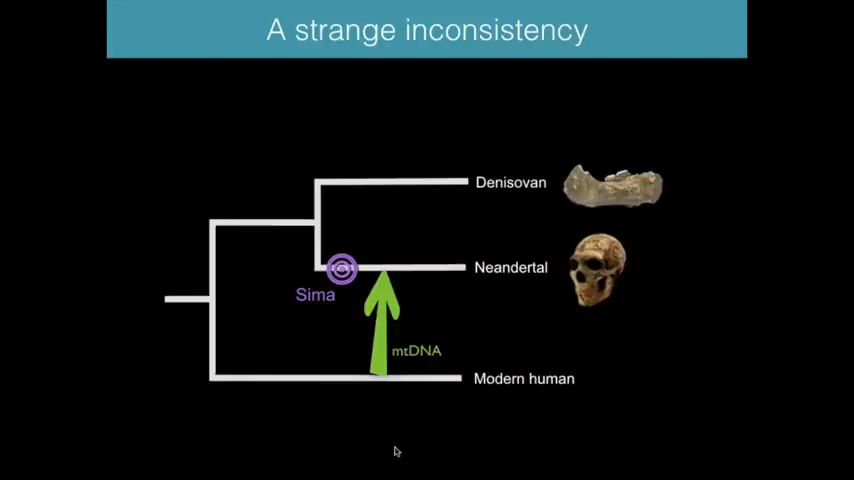 A strange inconsistency
Denisovan
Neandertal
Sima
mtDNA
Modern human